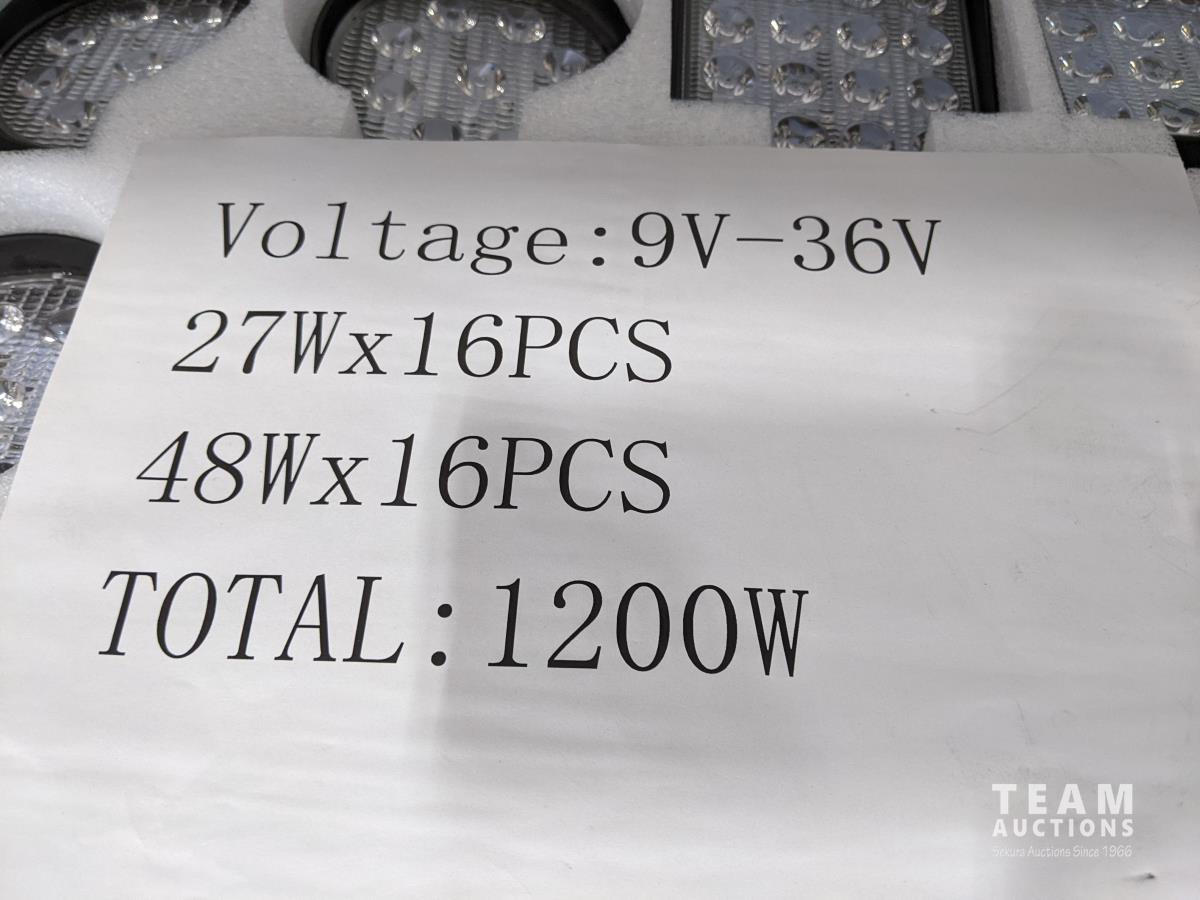 Voltage:9V-36V
27Wx16PCS
48Wx16PCS
TOTAL:1200W
TEAM
AUCTIONS
Sekura Auctions Since 1966